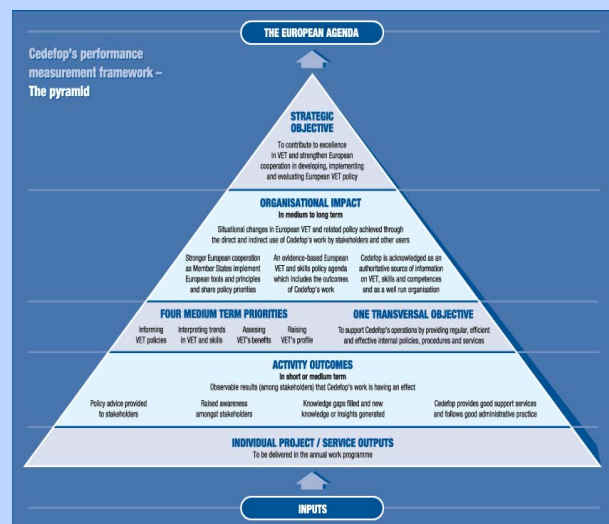 THE EUROPEAN AGENDA
Cedefop's performance
measurement framework –
The pyramid
STRATEGIC
OBJECTIVE
To contribute to excellence
in VET and strengthen European
cooperation in developing, implementing
and evaluating European VET policy
ORGANISATIONAL IMPACT
In medium to long term
Situational changes in European VET and related policy achieved through
the direct and indirect use of Cedefop's work by stakeholders and other users
Stronger European cooperation
as Member States implement
European tools and principles
and share policy priorities
An evidence-based European
VET and skills policy agenda
which includes the outcomes
of Cedefop's work
Cedefop is acknowledged as an
authoritative source of information
on VET, skills and competences
and as a well run organisation
FOUR MEDIUM TERM PRIORITIES
Informing
VET policies
Interpreting trends
in VET and skills
Assesing
VET's benefits
Raising
VET's profile
ONE TRANSVERSAL OBJECTIVE
To support Cedefop's operations by providing regular, efficient
and effective internal policies, procedures and services
ACTIVITY OUTCOMES
In short or medium term
Observable results (among stakeholders) that Cedefop's work is having an effect
Policy advice provided
to stakeholders
Raised awareness
amongst stakeholders
Knowledge gaps filled and new
knowledge or insights generated
Cedefop provides good support services
and follows good administrative practice
INDIVIDUAL PROJECT / SERVICE OUTPUTS
To be delivered in the annual work programme
INPUTS